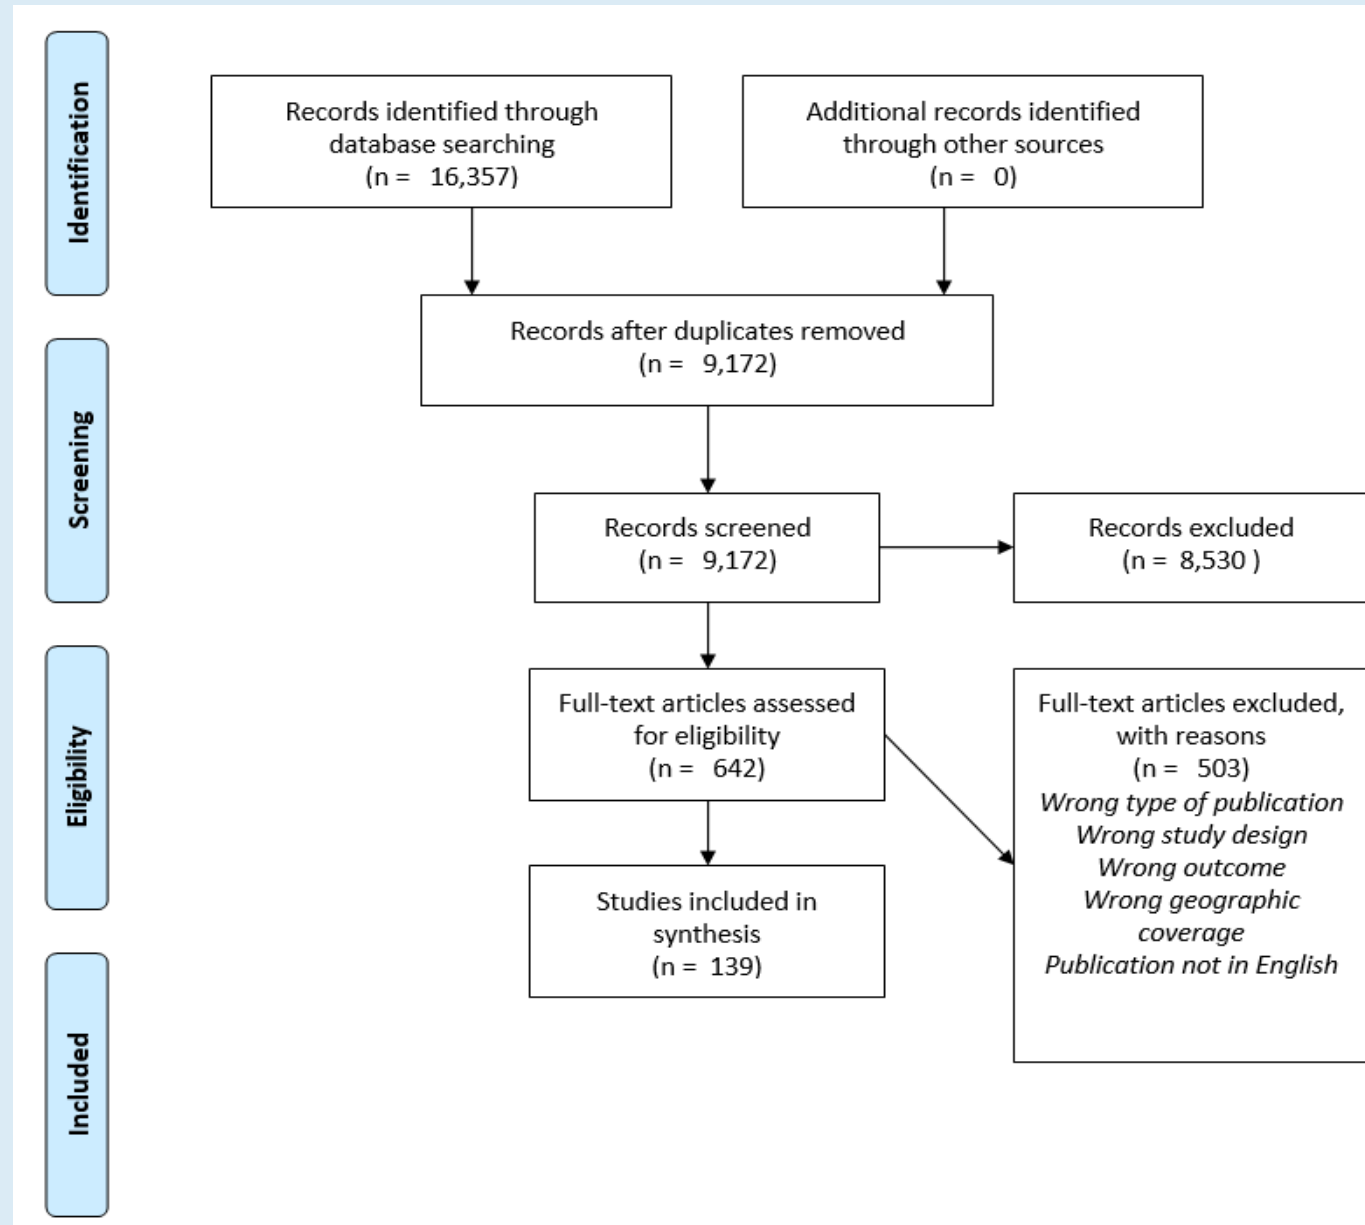 Identification
Records identified through
database searching
(n =   16,357)
Additional records identified
through other sources
(n =   0)
Records after duplicates removed
(n =   9,172)
Screening
Records screened
(n =   9,172)
Records excluded
(n =  8,530 )
Eligibility
Full-text articles assessed
for eligibility
(n =   642)
Full-text articles excluded,
with reasons
(n =   503)
Wrong type of publication
Wrong study design
Wrong outcome
Wrong geographic
coverage
Publication not in English
Studies included in
synthesis
(n =  139)
Included